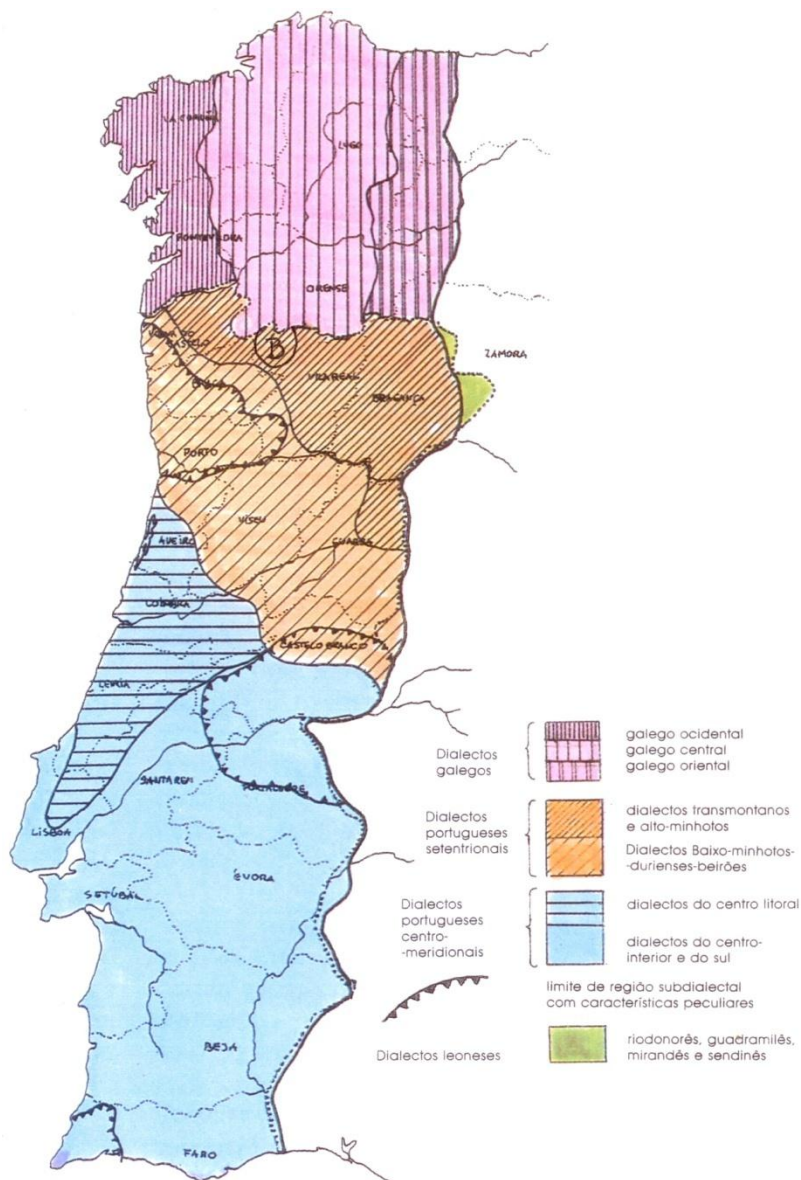 LA CORUÑA
LUGO
PONTEVEDRA
ORENSE
VIANA DO
CASTELO
B
ZAMORA
BRAGA
VILA REAL
BRAGANÇA
PORTO
VISEU
AVEIRO
GUARDA
COIMBRA
CASTELO BRANCO
LEIRIA
SANTAREM
PORTALEGRE
LISBOA
ÉVORA
SETÚBAL
BEJA
FARO
Dialectos
galegos
galego ocidental
galego central
galego oriental
Dialectos
portugueses
setentrionais
dialectos transmontanos
e alto-minhotos
Dialectos Baixo-minhotos-
-durienses-beirões
Dialectos
portugueses
centro-
-meridionais
dialectos do centro litoral
dialectos do centro-
interior e do sul
limite de região subdialectal
com características peculiares
Dialectos leoneses
riodonorês, guadramilês,
mirandês e sendinês